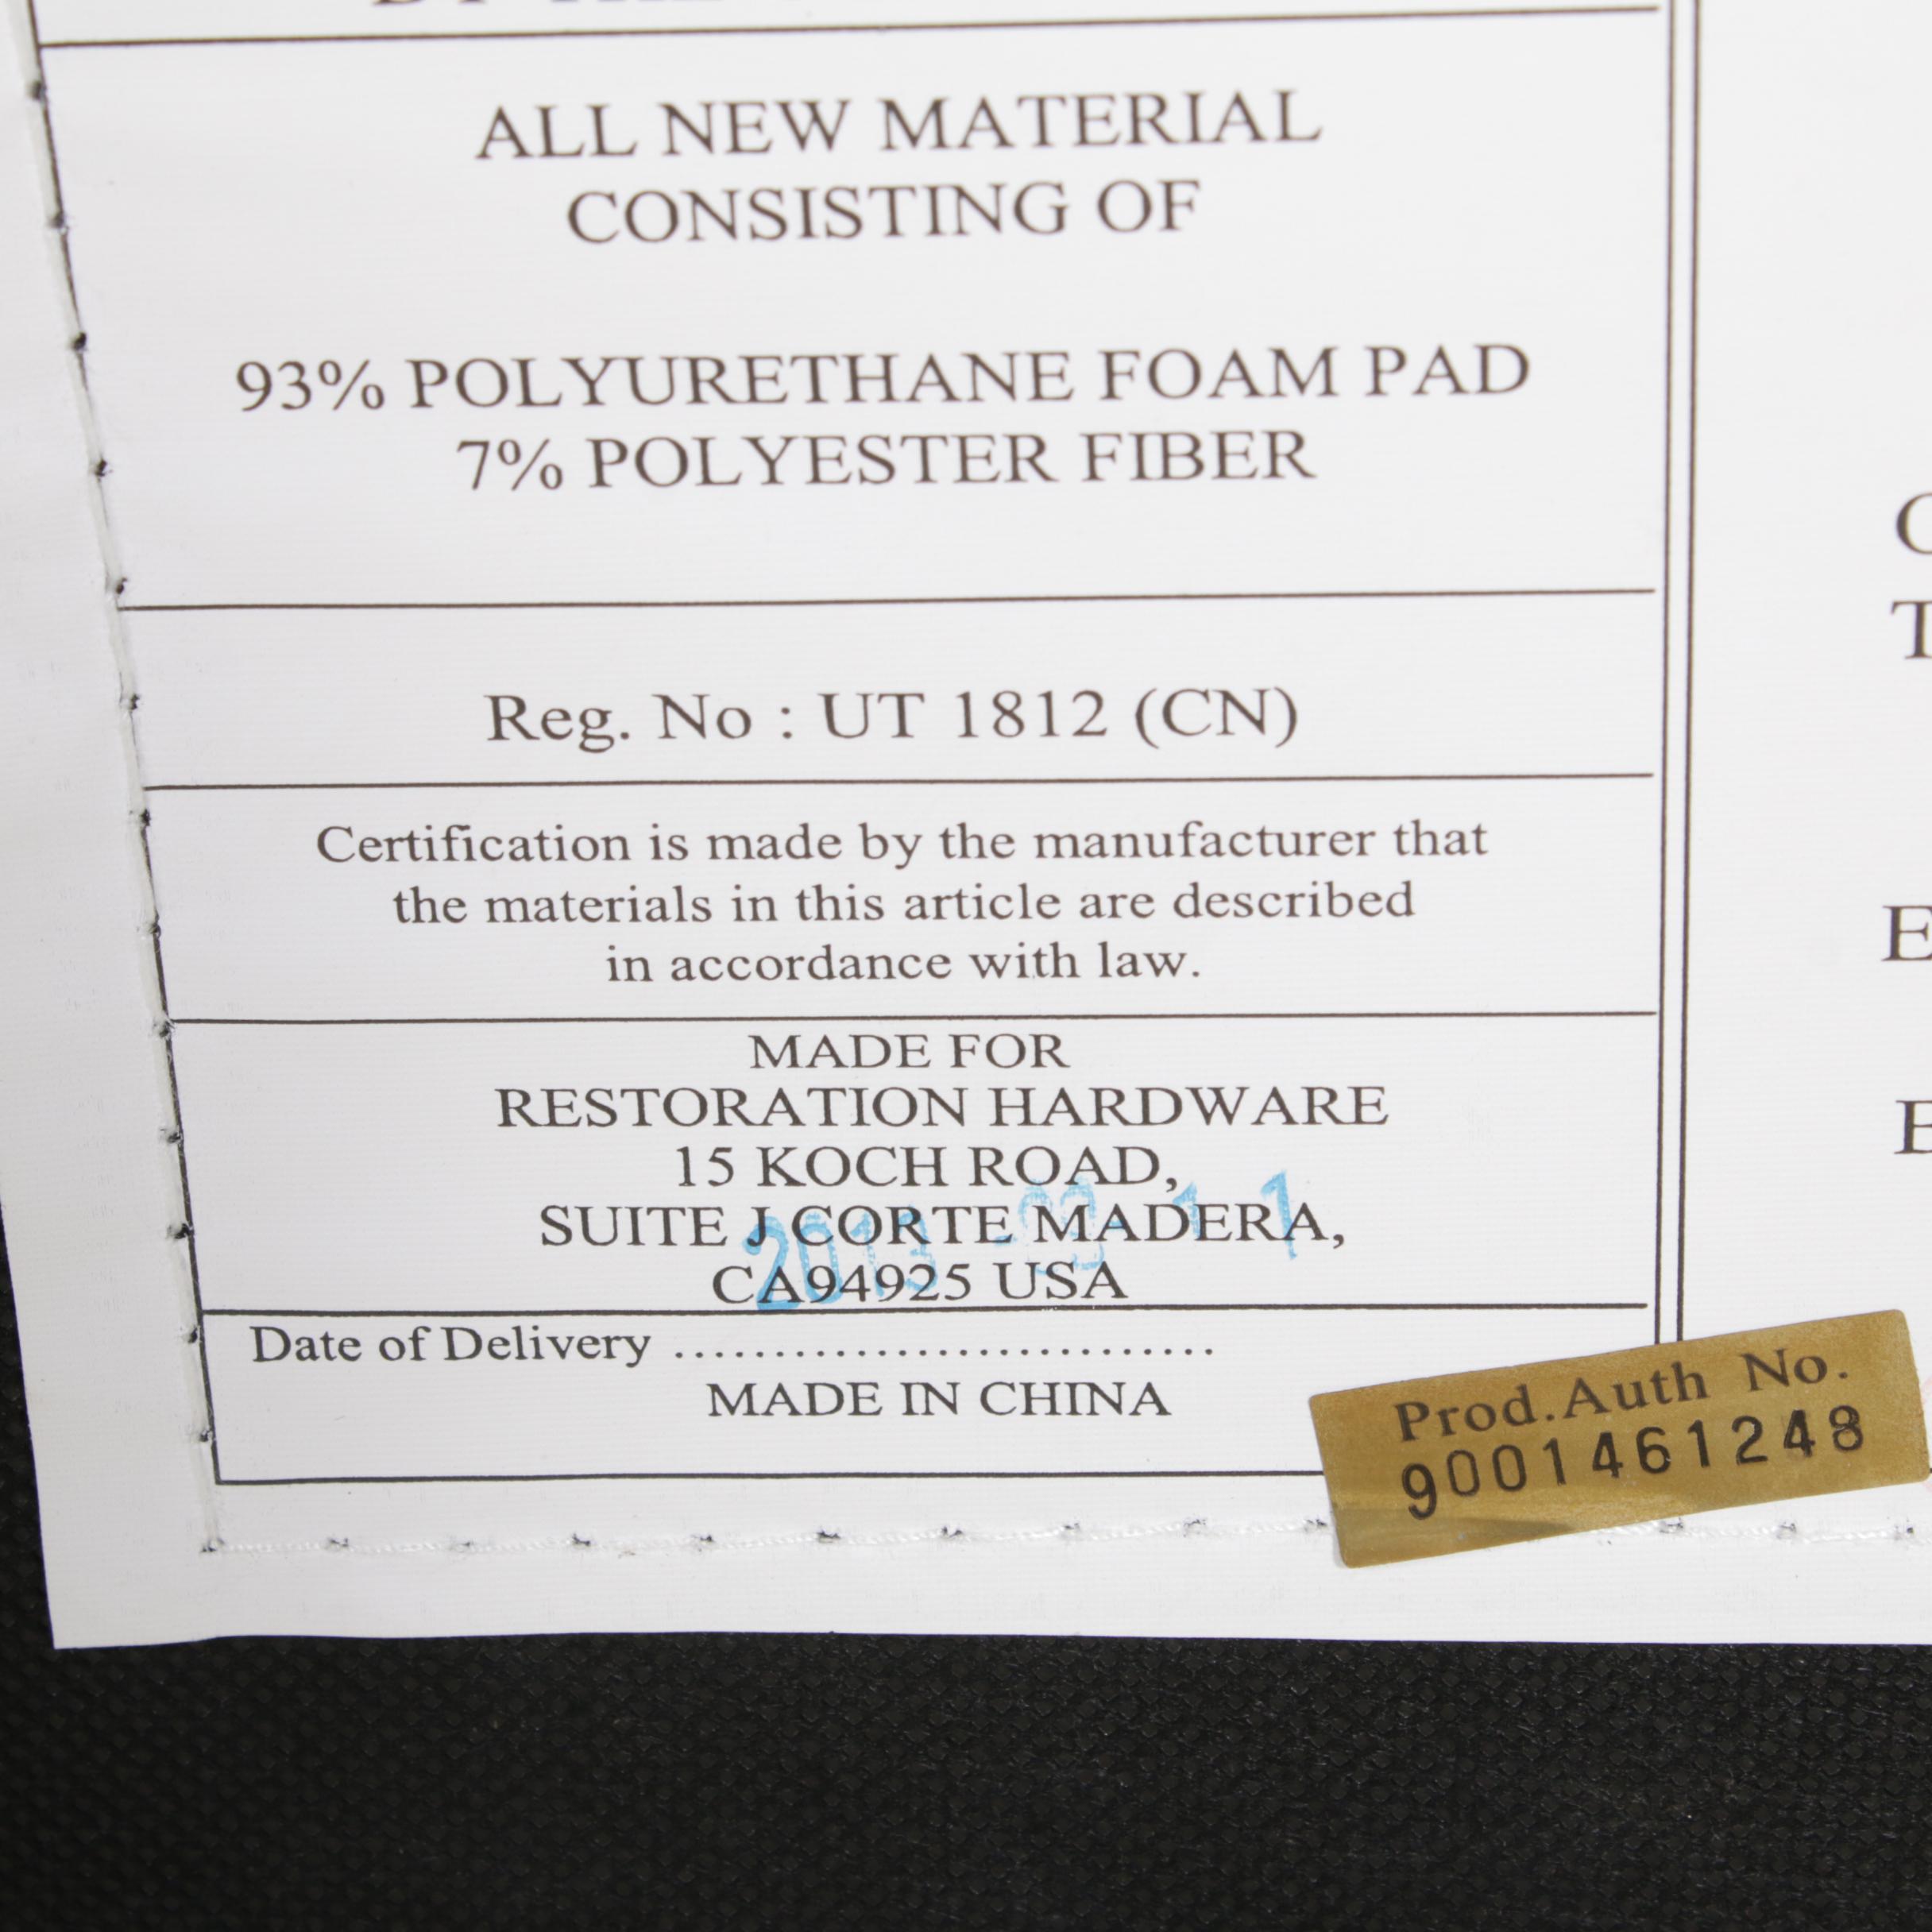 ALL NEW MATERIAL
CONSISTING OF
93% POLYURETHANE FOAM PAD
7% POLYESTER FIBER
Reg. No : UT 1812 (CN)
Certification is made by the manufacturer that
the materials in this article are described
in accordance with law.
MADE FOR
RESTORATION HARDWARE
15 KOCH ROAD,
SUITE J CORTE MADERA,
CA94925 USA
2013
Date of Delivery ............................
MADE IN CHINA
Prod.Auth No.
9001461248